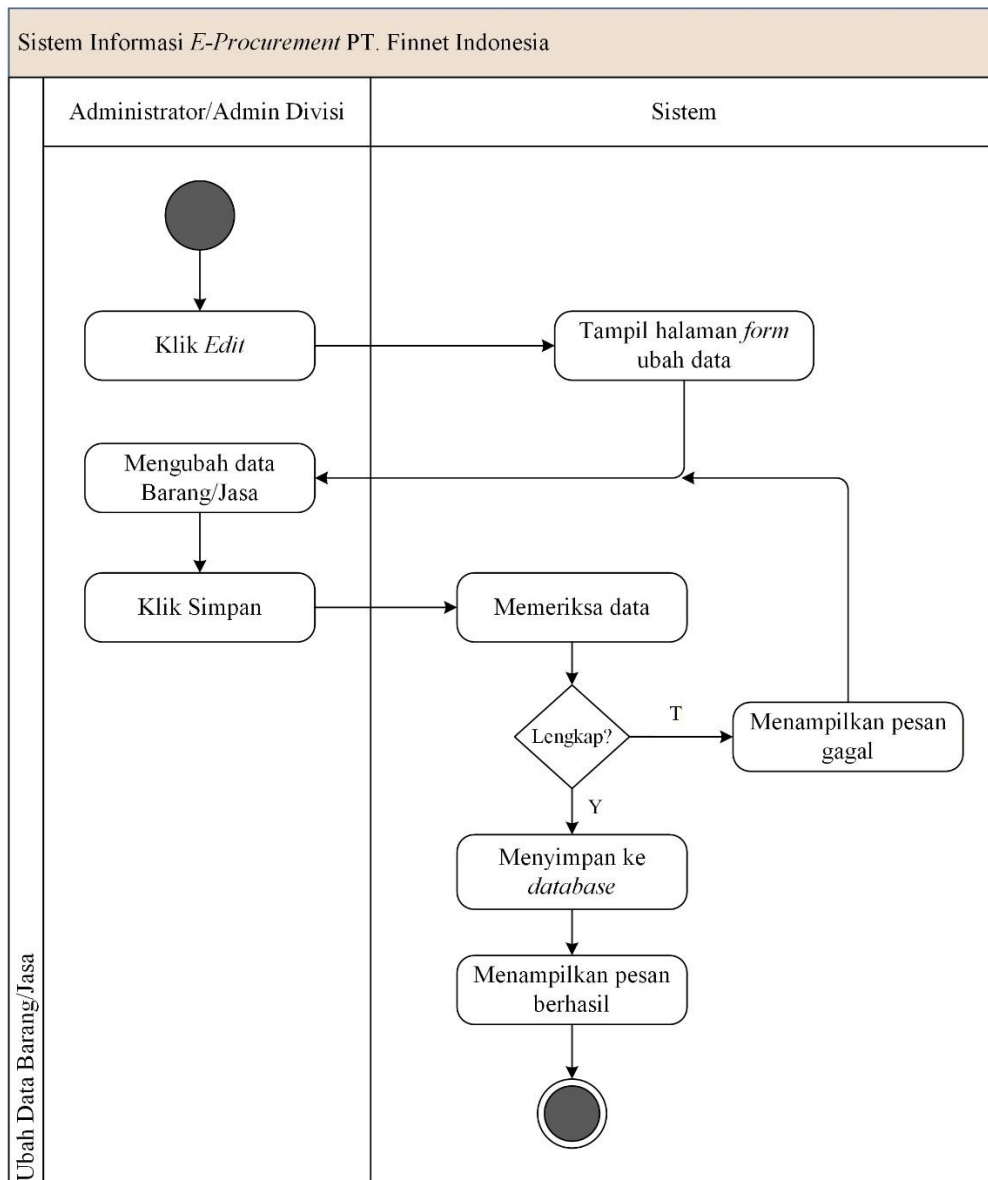 Sistem Informasi E-Procurement PT. Finnet Indonesia
Administrator/Admin Divisi
Sistem
Klik Edit
Tampil halaman form
ubah data
Mengubah data
Barang/Jasa
Klik Simpan
Memeriksa data
Lengkap?
T
Menampilkan pesan
gagal
Y
Menyimpan ke
database
Menampilkan pesan
berhasil
Ubah Data Barang/Jasa